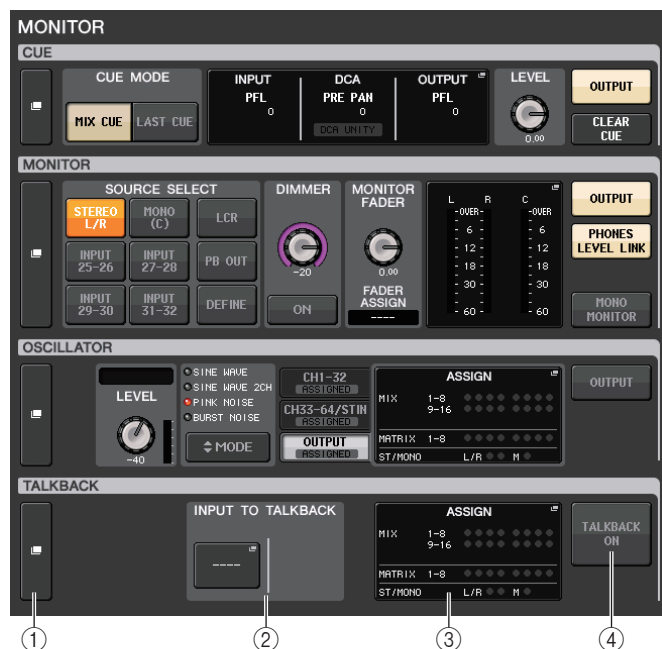 MONITOR
CUE
CUE MODE
MIX CUE
LAST CUE
INPUT
PFL
0
DCA
PRE PAN
0
DCA UNITY
OUTPUT
PFL
0
LEVEL
0.00
OUTPUT
CLEAR
CUE
MONITOR
SOURCE SELECT
STEREO
L/R
MONO
(C)
LCR
INPUT
25-26
INPUT
27-28
PB OUT
INPUT
29-30
INPUT
31-32
DEFINE
DIMMER
-20
ON
MONITOR
FADER
0.00
FADER
ASSIGN
----
L R C
-OVER- -OVER
- 6 - - 6
- 12 - - 12
- 18 - - 18
- 30 - - 30
- 60 - - 60
OUTPUT
PHONES
LEVEL LINK
MONO
MONITOR
OSCILLATOR
LEVEL
-40
SINE WAVE
SINE WAVE 2CH
PINK NOISE
BURST NOISE
MODE
CH1-32
ASSIGNED
CH33-64/STIN
ASSIGNED
OUTPUT
ASSIGNED
ASSIGN
MIX 1-8
9-16
MATRIX 1-8
ST/MONO L/R M
OUTPUT
TALKBACK
INPUT TO TALKBACK
----
ASSIGN
MIX 1-8
9-16
MATRIX 1-8
ST/MONO L/R M
TALKBACK
ON
① ② ③ ④